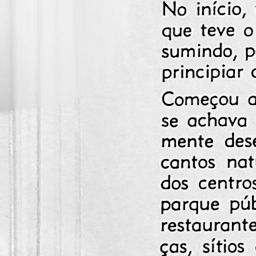 No início,
que teve o
sumindo, p
principiar
Começou a
se achava
mente dese
cantos nat
dos centros
parque púb
restaurante
ças, sítios